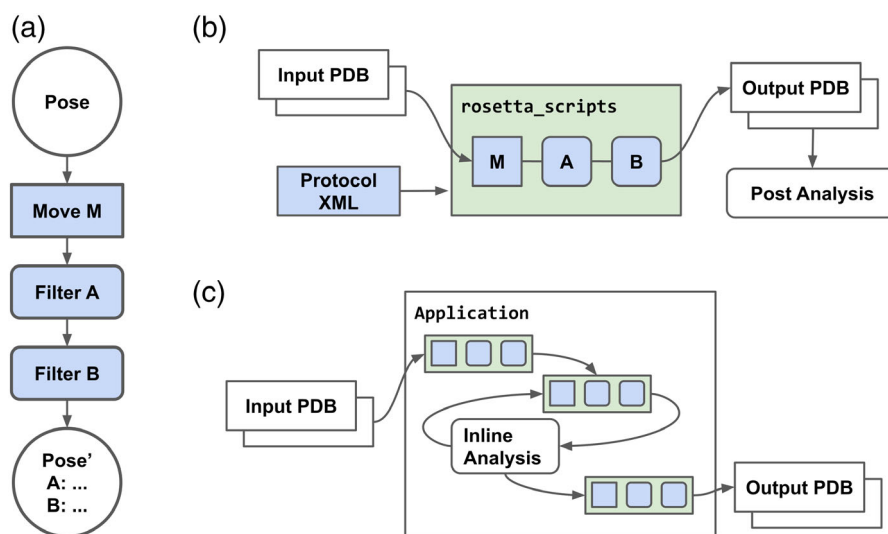 (a)
Pose
Move M
Filter A
Filter B
Pose’
A: ...
B: ...
(b)
Input PDB
rosetta_scripts
M
A
B
Protocol
XML
Output PDB
Post Analysis
(c)
Application
Input PDB
Inline
Analysis
Output PDB